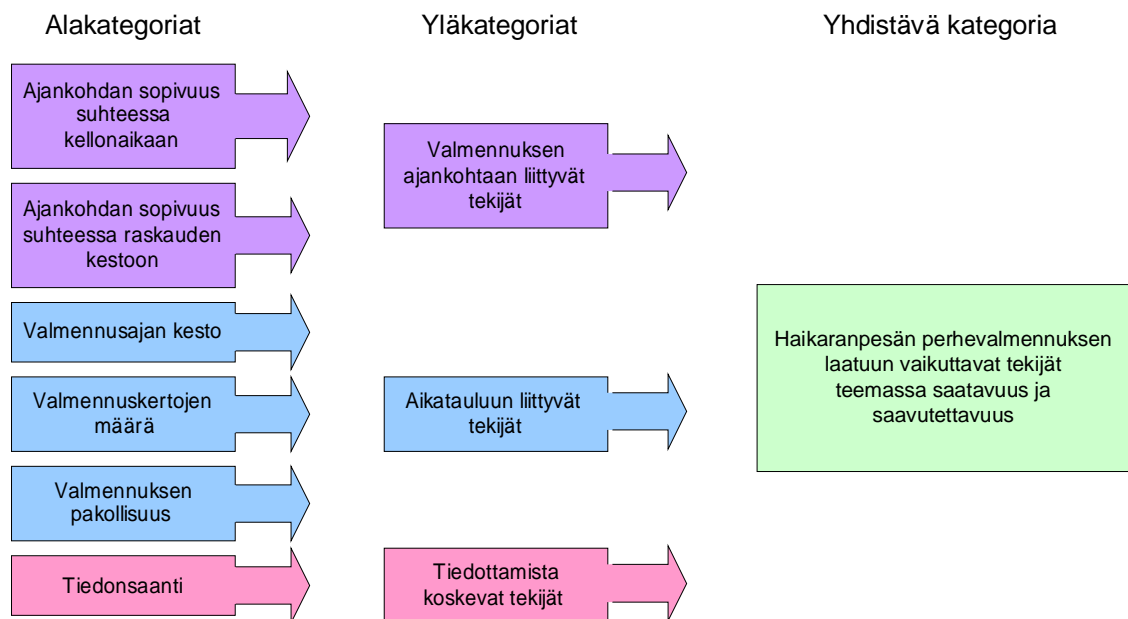 Alakategoriat
Yläkategoriat
Yhdistävä kategoria
Ajankohdan sopivuus
suhteessa
kellonaikaan
Ajankohdan sopivuus
suhteessa raskauden
kestoon
Valmennusajan kesto
Valmennuskertojen
määrä
Valmennuksen
pakollisuus
Tiedonsaanti
Valmennuksen
ajankohtaan liittyvät
tekijät
Aikatauluun liittyvät
tekijät
Tiedottamista
koskevat tekijät
Haikaranpesän perhevalmennuksen
laatuun vaikuttavat tekijät
teemassa saatavuus ja
saavutettavuus